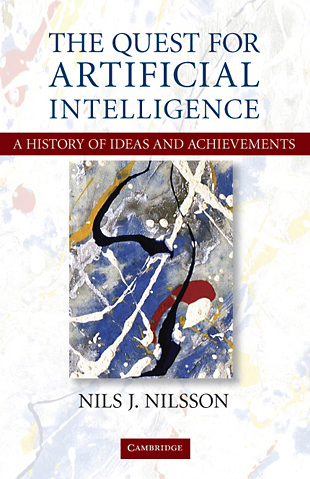 THE QUEST FOR
ARTIFICIAL
INTELLIGENCE
A HISTORY OF IDEAS AND ACHIEVEMENTS
NILS J. NILSSON
CAMBRIDGE